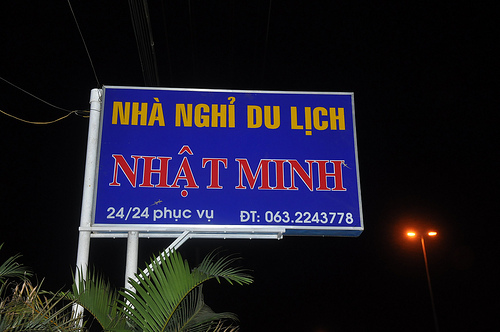 NHÀ NGHỈ DU LỊCH
NHẬT MINH
24/24 phục vụ ĐT: 063.2243778